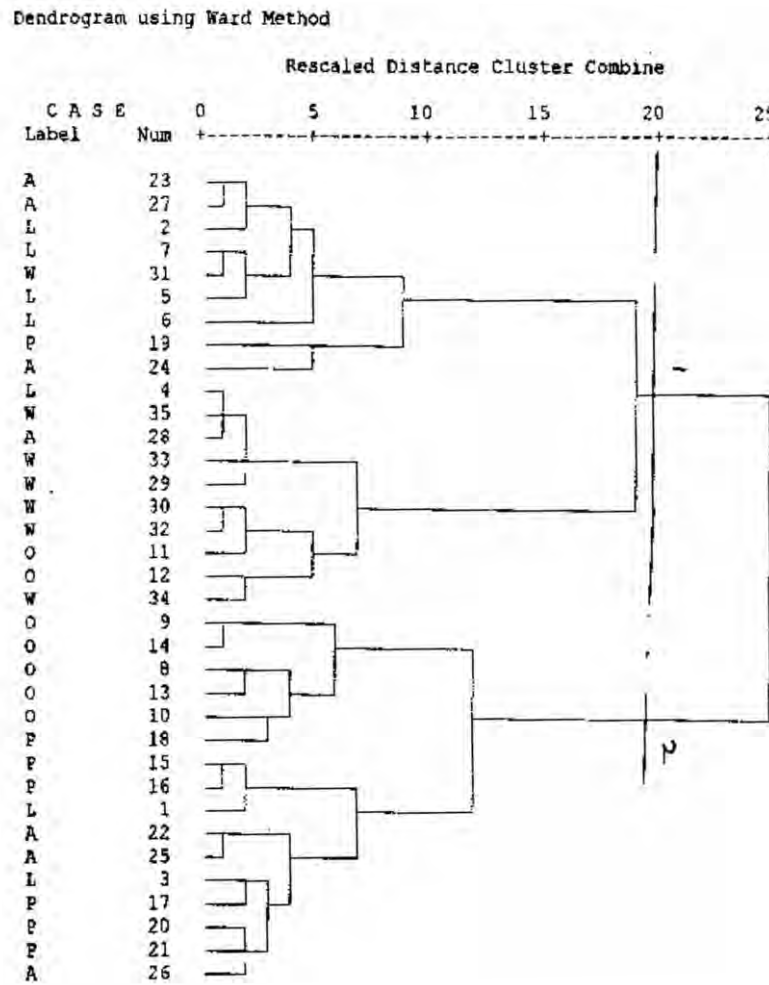 Dendrogram using Ward Method
Rescaled Distance Cluster Combine
C A S E 0 5 10 15 20 25
Label Num
A 23
A 27
L 2
L 7
W 31
L 5
L 6
P 19
A 24
L 4
W 35
A 28
W 33
W 29
W 30
W 32
O 11
O 12
W 34
O 9
O 14
O 8
O 13
O 10
P 18
P 15
P 16
L 1
A 22
A 25
L 3
P 17
P 20
P 21
A 26